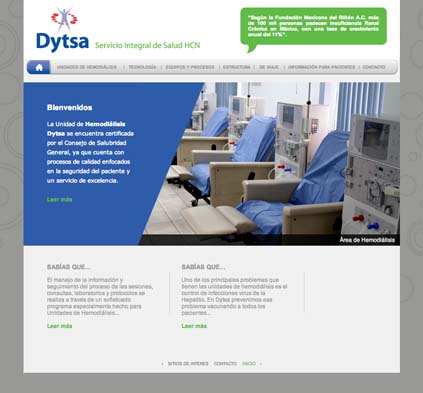 Dytsa Servicio Integral de Salud HCN
"Según la Fundación Mexicana del Riñón A.C. más
de 100 mil personas padecen Insuficiencia Renal
Crónica en México, con una tasa de crecimiento
anual del 11%".
UNIDADES DE HEMODIÁLISIS | TECNOLOGÍA | EQUIPOS Y PROCESOS | ESTRUCTURA | DE VIAJE | INFORMACIÓN PARA PACIENTES | CONTACTO
Bienvenidos
La Unidad de Hemodiálisis
Dytsa se encuentra certificada
por el Consejo de Salubridad
General, ya que cuenta con
procesos de calidad enfocados
en la seguridad del paciente y
un servicio de excelencia.
Leer más
Área de Hemodiálisis
SABÍAS QUE...
El manejo de la información y
seguimiento del proceso de las sesiones,
consultas, laboratorios y protocolos se
realiza a través de un sofisticado
programa especialmente hecho para
Unidades de Hemodiálisis...
Leer más
SABÍAS QUE...
Uno de los principales problemas que
tienen las unidades de hemodiálisis es el
control de infecciones virus de la
Hepatitis. En Dytsa prevenimos ese
problema vacunando a todos los
pacientes...
Leer más
SITIOS DE INTERES CONTACTO INICIO